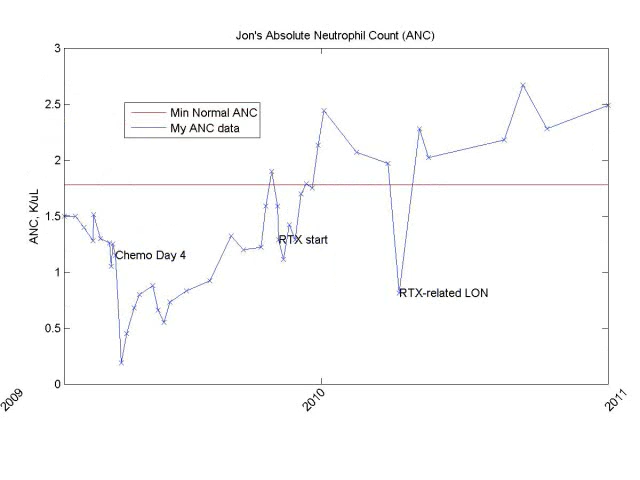 Jon's Absolute Neutrophil Count (ANC)
3
2.5
2
1.5
1
0.5
0
ANC, K/uL
Min Normal ANC
My ANC data
Chemo Day 4
RTX start
RTX-related LON
2009
2010
2011